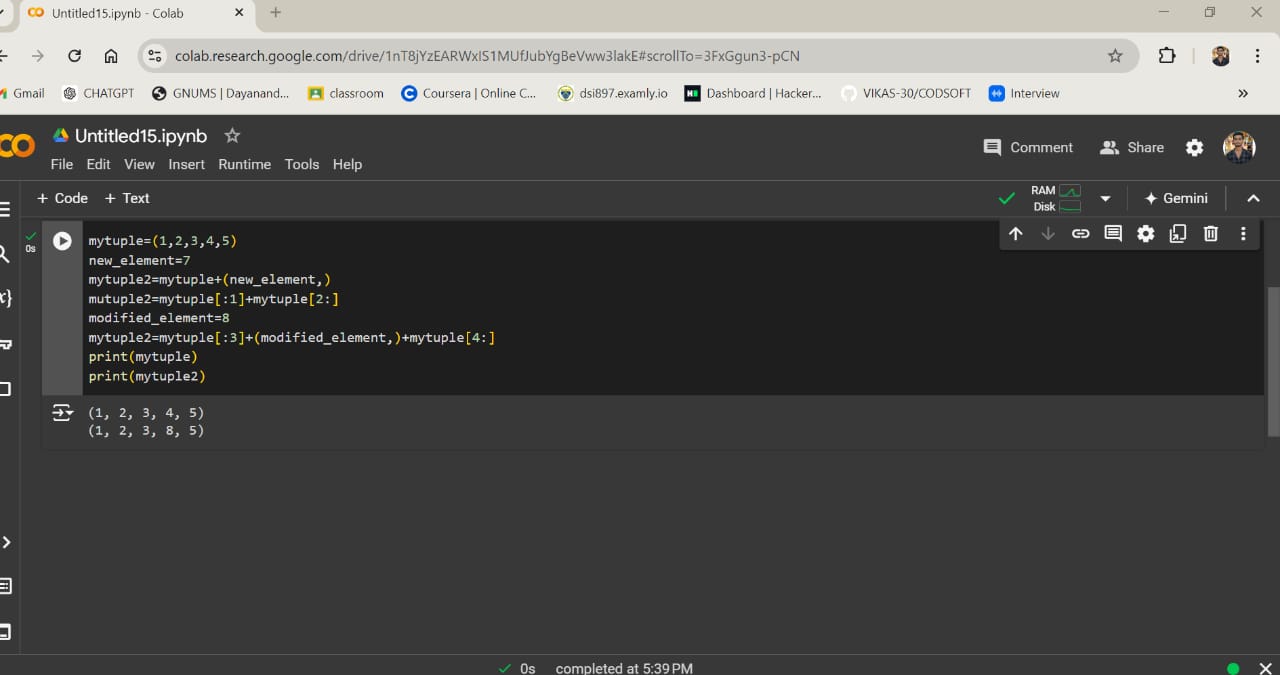 Untitled15.ipynb - Colab
colab.research.google.com/drive/1nT8jYzEARWxIS1MUfJubYgBeVww3lakE#scrollTo=3FxGgun3-pCN
Gmail CHATGPT GNUMS | Dayanand... classroom Coursera | Online C... dsi897.examly.io Dashboard | Hacker... VIKAS-30/CODSOFT Interview »
Untitled15.ipynb
Comment Share
File Edit View Insert Runtime Tools Help
+ Code + Text
RAM
Disk
Gemini
0s
mytuple=(1,2,3,4,5)
new_element=7
mytuple2=mytuple+(new_element,)
mutuple2=mytuple[:1]+mytuple[2:]
modified_element=8
mytuple2=mytuple[:3]+(modified_element,)+mytuple[4:]
print(mytuple)
print(mytuple2)
(1, 2, 3, 4, 5)
(1, 2, 3, 8, 5)
0s completed at 5:39 PM